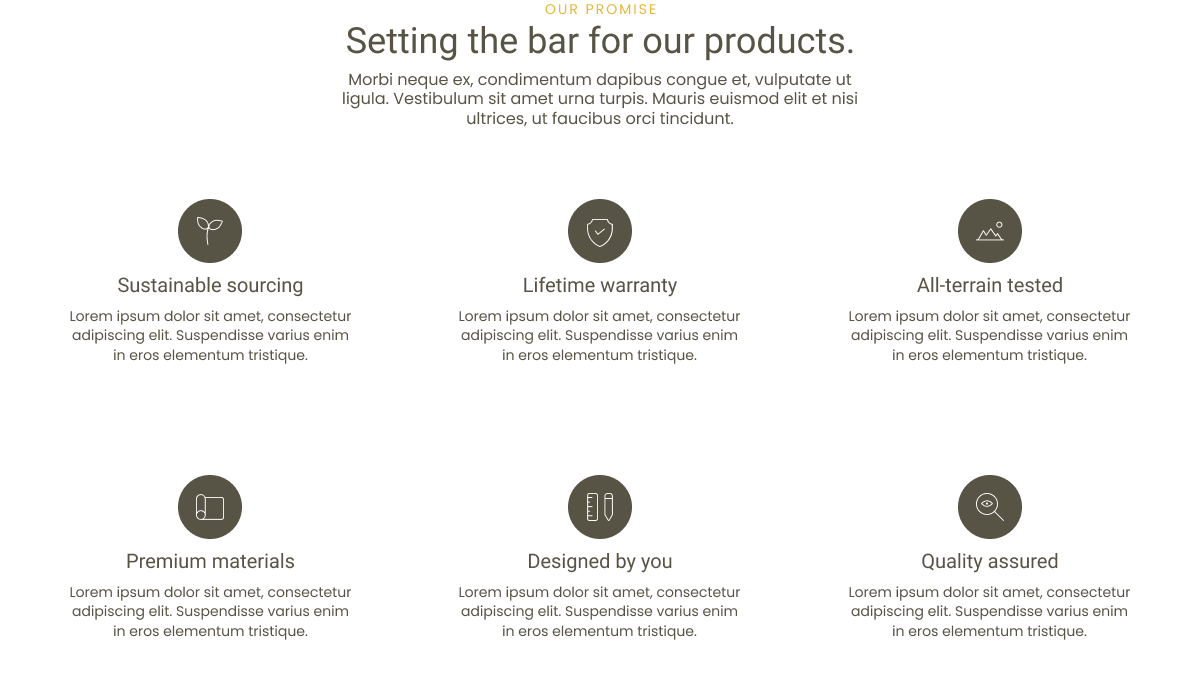 OUR PROMISE
Setting the bar for our products.
Morbi neque ex, condimentum dapibus congue et, vulputate ut
ligula. Vestibulum sit amet urna turpis. Mauris euismod elit et nisi
ultrices, ut faucibus orci tincidunt.
Sustainable sourcing
Lorem ipsum dolor sit amet, consectetur
adipiscing elit. Suspendisse varius enim
in eros elementum tristique.
Lifetime warranty
Lorem ipsum dolor sit amet, consectetur
adipiscing elit. Suspendisse varius enim
in eros elementum tristique.
All-terrain tested
Lorem ipsum dolor sit amet, consectetur
adipiscing elit. Suspendisse varius enim
in eros elementum tristique.
Premium materials
Lorem ipsum dolor sit amet, consectetur
adipiscing elit. Suspendisse varius enim
in eros elementum tristique.
Designed by you
Lorem ipsum dolor sit amet, consectetur
adipiscing elit. Suspendisse varius enim
in eros elementum tristique.
Quality assured
Lorem ipsum dolor sit amet, consectetur
adipiscing elit. Suspendisse varius enim
in eros elementum tristique.